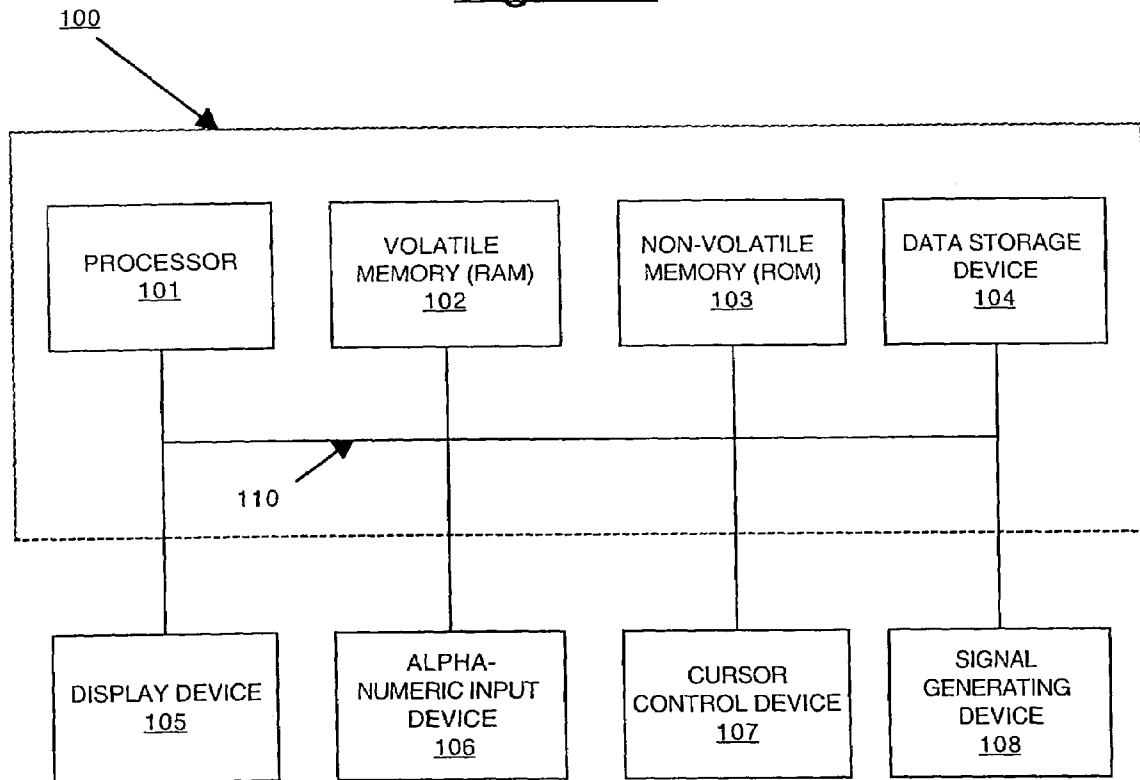 100
PROCESSOR
101
VOLATILE
MEMORY (RAM)
102
NON-VOLATILE
MEMORY (ROM)
103
DATA STORAGE
DEVICE
104
110
DISPLAY DEVICE
105
ALPHA-
NUMERIC INPUT
DEVICE
106
CURSOR
CONTROL DEVICE
107
SIGNAL
GENERATING
DEVICE
108